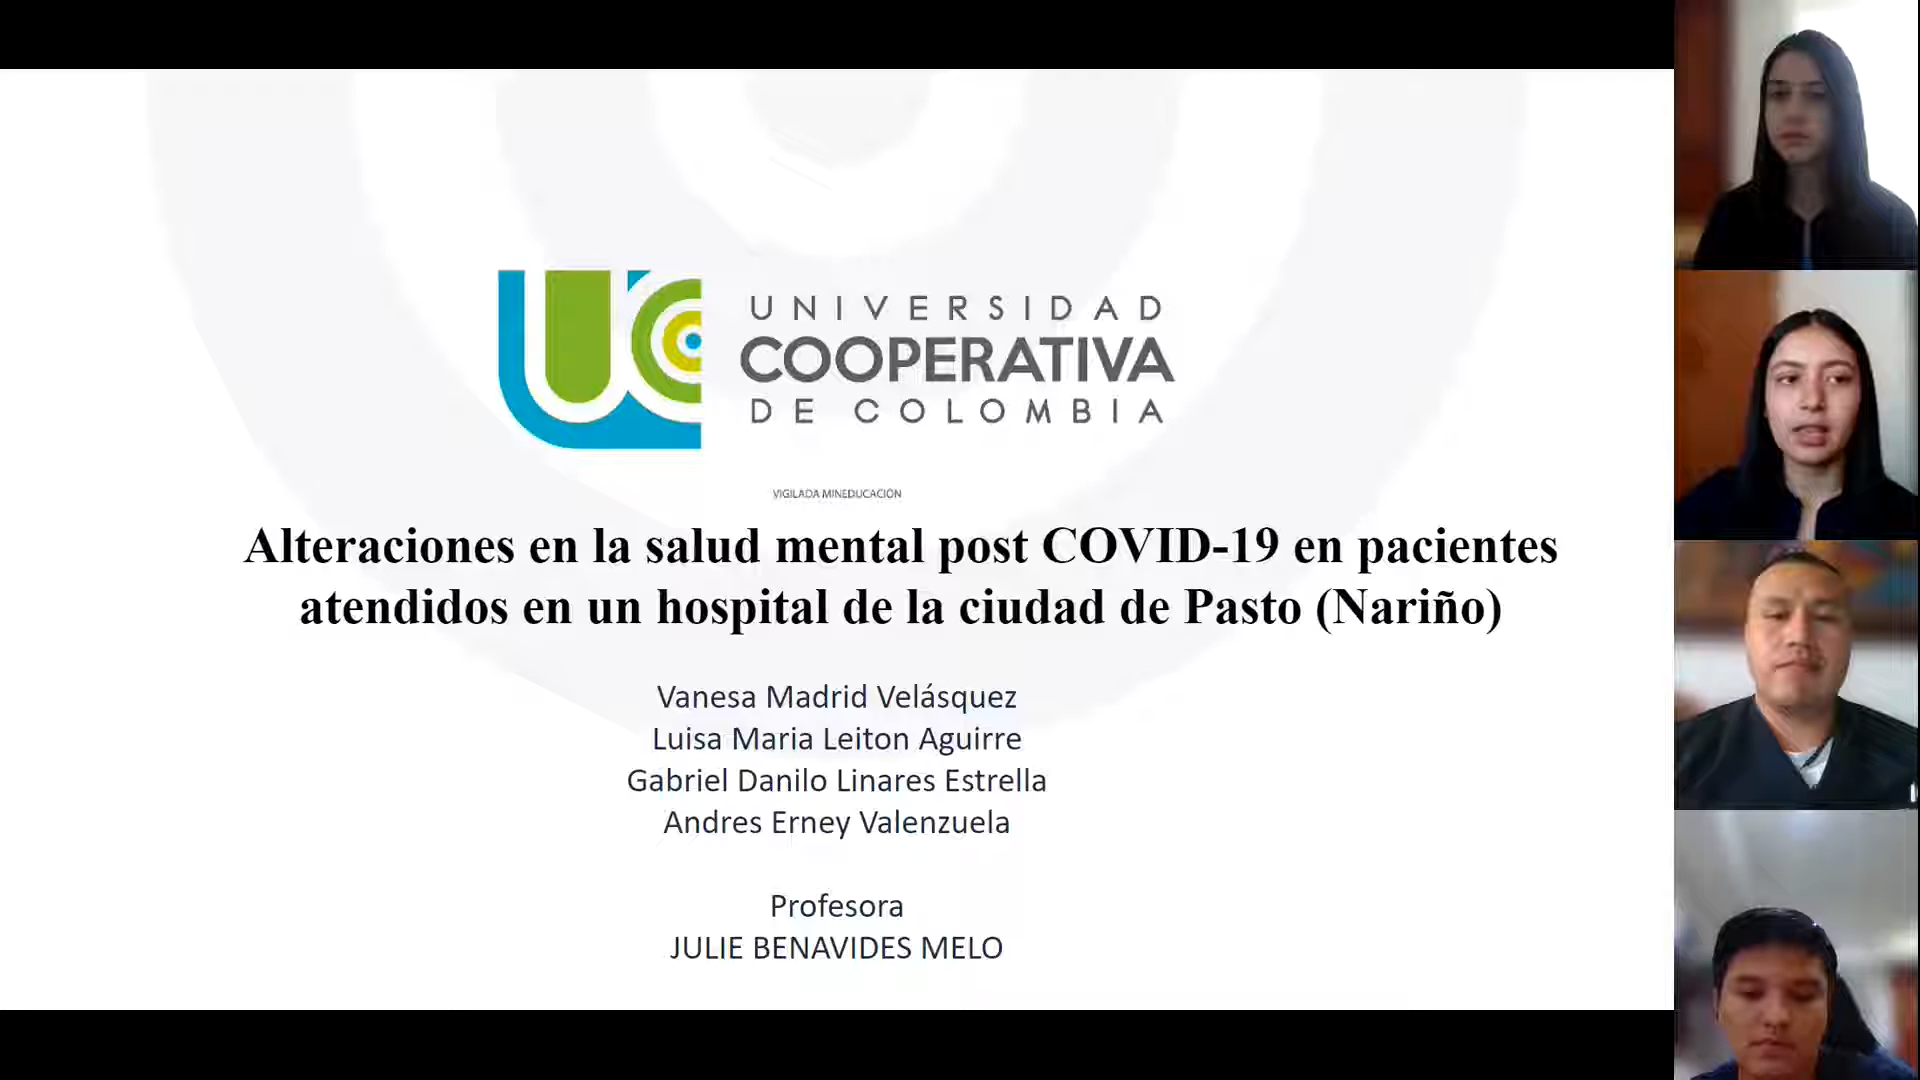 UNIVERSIDAD
COOPERATIVA
DE COLOMBIA
VIGILADA MINEDUCACIÓN
Alteraciones en la salud mental post COVID-19 en pacientes
atendidos en un hospital de la ciudad de Pasto (Nariño)
Vanesa Madrid Velásquez
Luisa Maria Leiton Aguirre
Gabriel Danilo Linares Estrella
Andres Erney Valenzuela
Profesora
JULIE BENAVIDES MELO